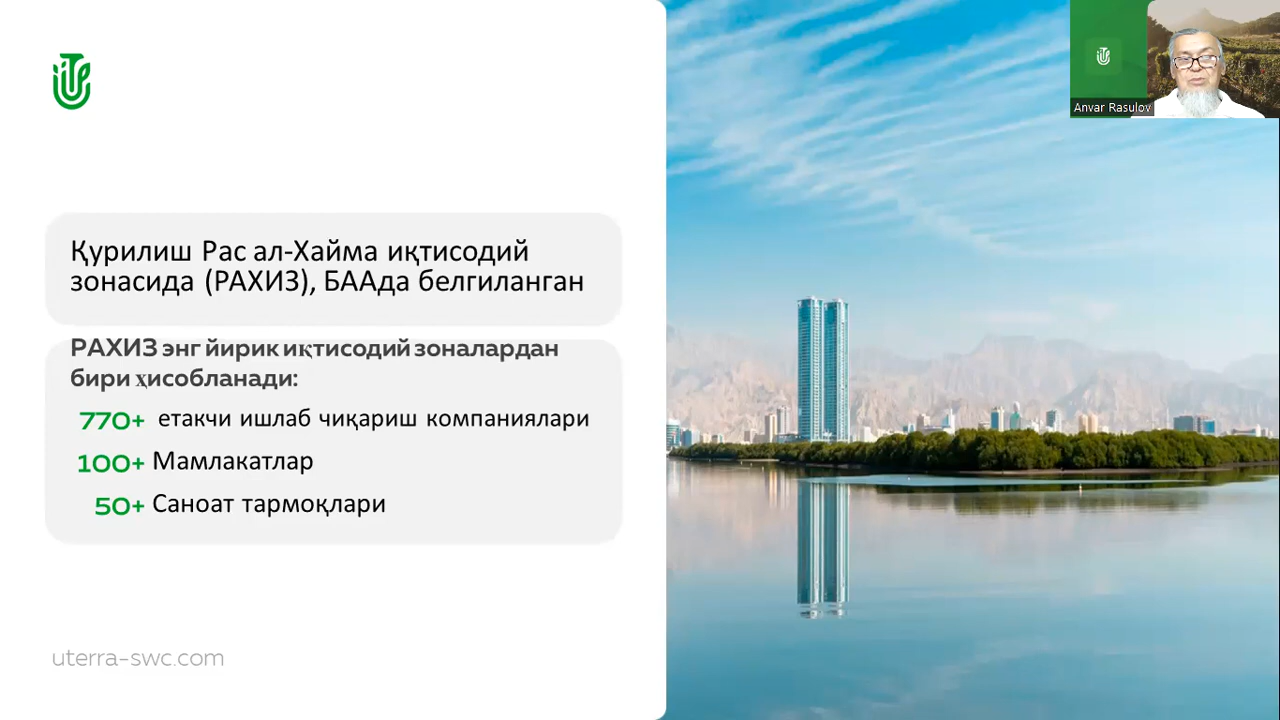 Қурилиш Рас ал-Хайма иқтисодий
зонасида (РАХИЗ), БААда белгиланган
РАХИЗ энг йирик иқтисодий зоналардан
бири ҳисобланади:
770+ етакчи ишлаб чиқариш компаниялари
100+ Мамлакатлар
50+ Саноат тармоқлари
uterra-swc.com
Anvar Rasulov